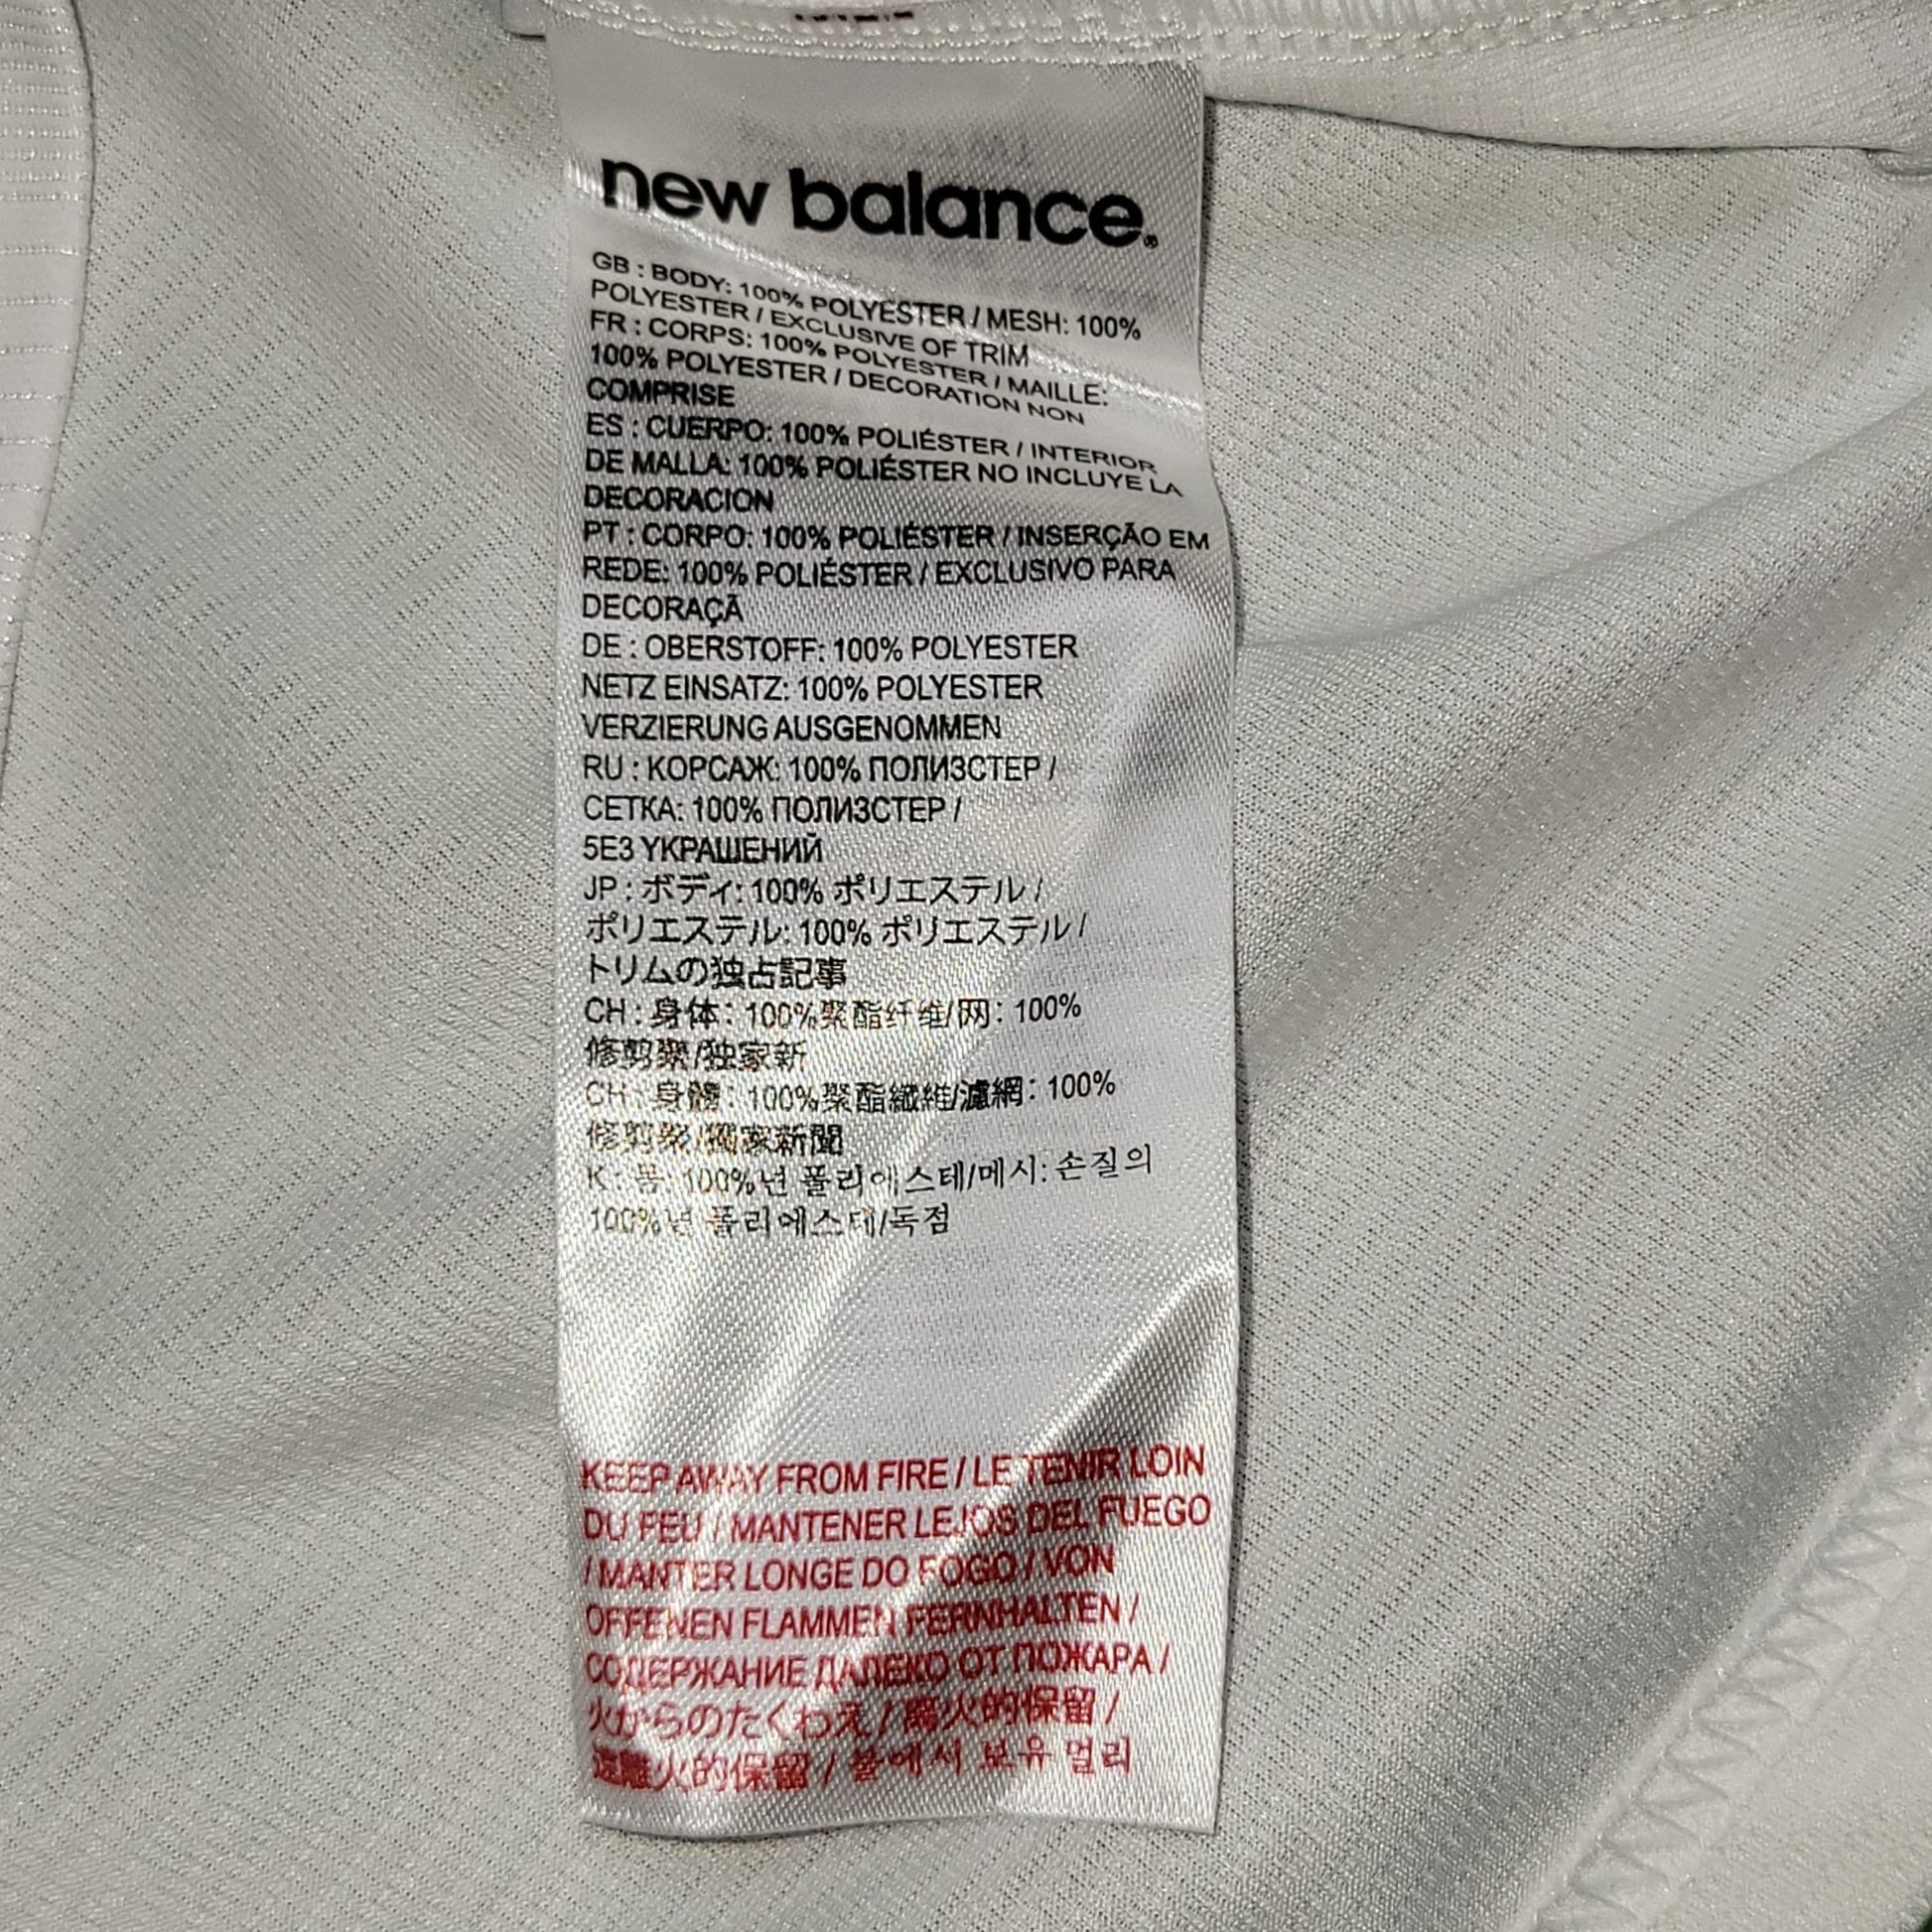 new balance.®
GB : BODY: 100% POLYESTER / MESH: 100%
POLYESTER / EXCLUSIVE OF TRIM
FR : CORPS: 100% POLYESTER / MAILLE:
100% POLYESTER / DECORATION NON
COMPRISE
ES : CUERPO: 100% POLIÉSTER / INTERIOR
DE MALLA: 100% POLIÉSTER NO INCLUYE LA
DECORACION
PT : CORPO: 100% POLIÉSTER / INSERÇÃO EM
REDE: 100% POLIÉSTER / EXCLUSIVO PARA
DECORAÇÃ
DE : OBERSTOFF: 100% POLYESTER
NETZ EINSATZ: 100% POLYESTER
VERZIERUNG AUSGENOMMEN
RU : КОРСАЖ: 100% ПОЛИЗСТЕР /
СЕТКА: 100% ПОЛИЗСТЕР /
5E3 УКРАШЕНИЙ
JP : ボディ: 100% ポリエステル /
ポリエステル: 100% ポリエステル /
トリムの独占記事
CH : 身体: 100%聚酯纤维/网: 100%
修剪聚/独家新
CH : 身體: 100%聚酯纖維/濾網: 100%
修剪聚/獨家新聞
K : 몸: 100%년 폴리에스테/메시: 손질의
100%년 폴리에스테/독점
KEEP AWAY FROM FIRE / LE TENIR LOIN
DU FEU / MANTENER LEJOS DEL FUEGO
/ MANTER LONGE DO FOGO / VON
OFFENEN FLAMMEN FERNHALTEN /
СОДЕРЖАНИЕ ДАЛЕКО ОТ ПОЖАРА /
火からのたくわえ / 火的保留 /
遠離火的保留 / 불에서 보유 멀리